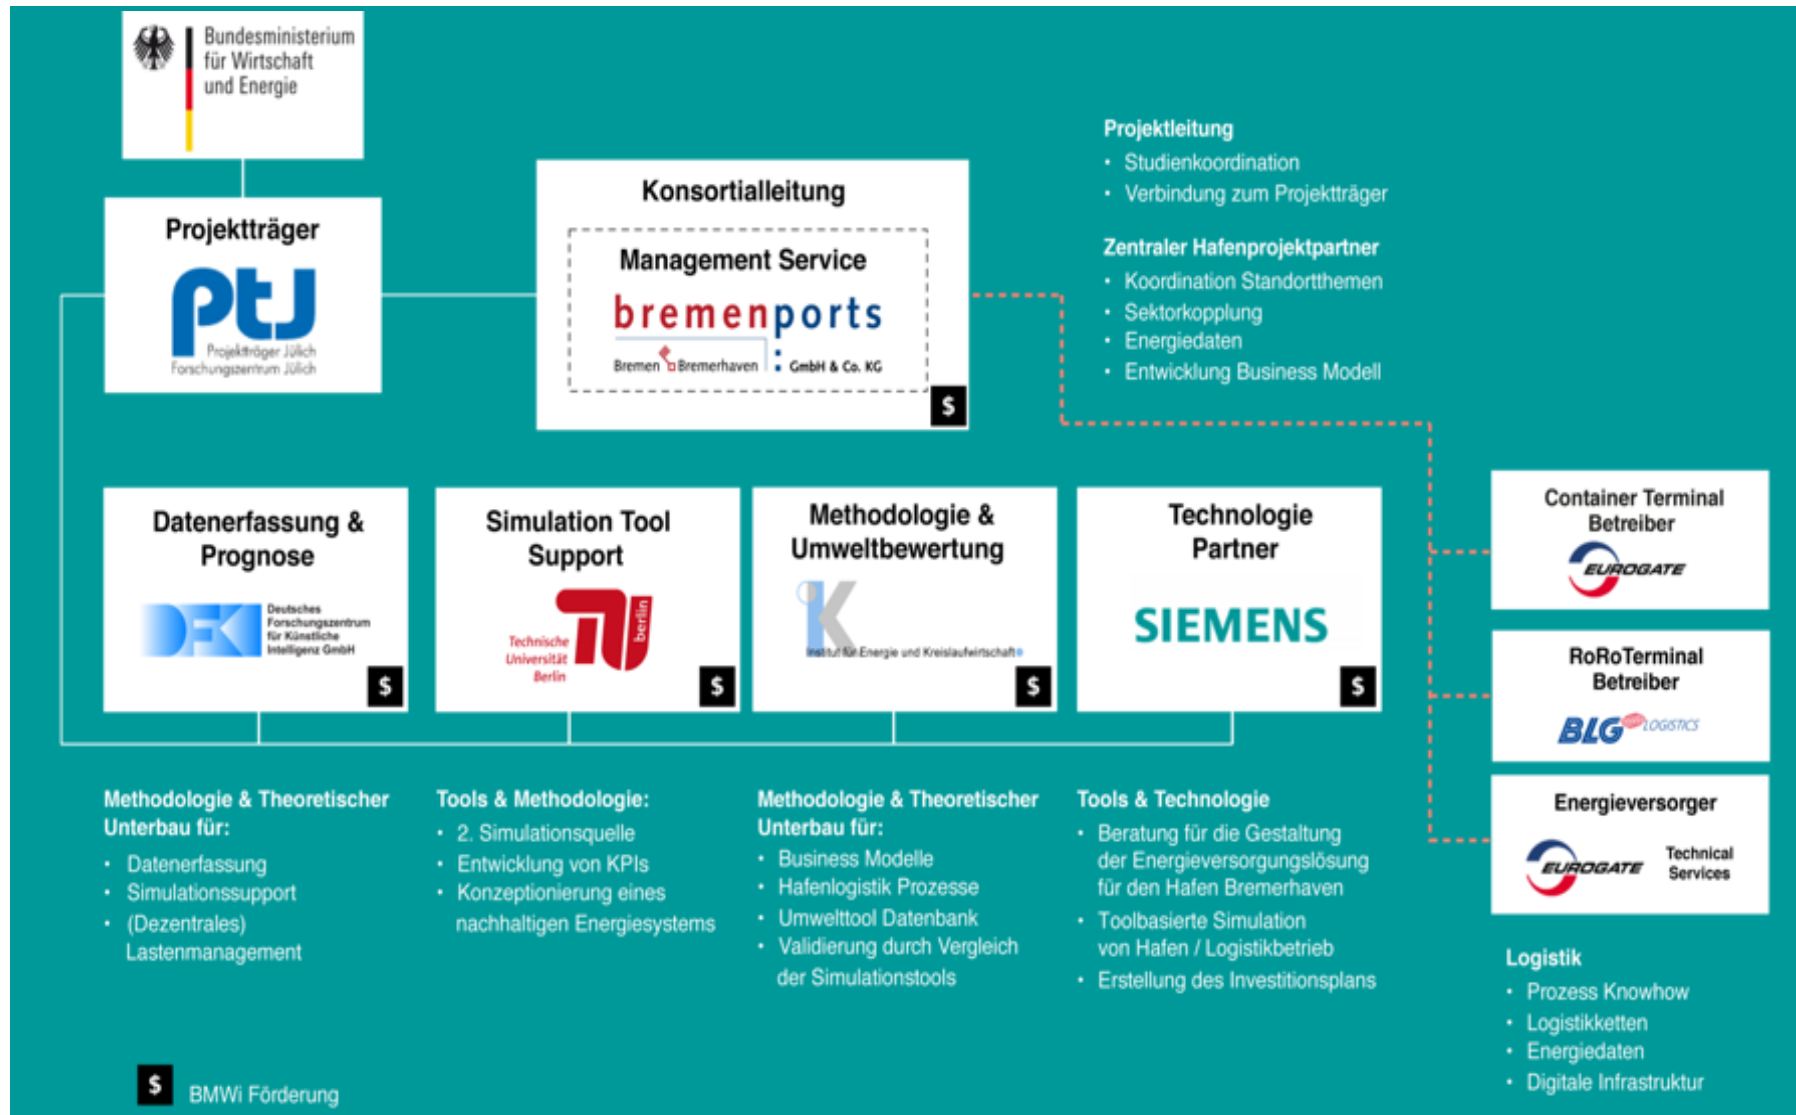 Bundesministerium
für Wirtschaft
und Energie
Projektträger
ptJ
Projektträger Jülich
Forschungszentrum Jülich
Konsortialleitung
Management Service
bremenports
Bremen Bremerhaven GmbH & Co. KG
$
Projektleitung
• Studienkoordination
• Verbindung zum Projektträger
Zentraler Hafenprojektpartner
• Koordination Standortthemen
• Sektorkopplung
• Energiedaten
• Entwicklung Business Modell
Datenerfassung &
Prognose
DFKI
Deutsches
Forschungszentrum
für Künstliche
Intelligenz GmbH
$
Simulation Tool
Support
Technische
Universität
Berlin
TU
berlin
$
Methodologie &
Umweltbewertung
IK
Institut für Energie und Kreislaufwirtschaft
$
Technologie
Partner
SIEMENS
$
Container Terminal
Betreiber
EUROGATE
RoRoTerminal
Betreiber
BLG LOGISTICS
Energieversorger
EUROGATE
Technical
Services
Methodologie & Theoretischer
Unterbau für:
• Datenerfassung
• Simulationssupport
• (Dezentrales)
Lastenmanagement
Tools & Methodologie:
• 2. Simulationsquelle
• Entwicklung von KPIs
• Konzeptionierung eines
nachhaltigen Energiesystems
Methodologie & Theoretischer
Unterbau für:
• Business Modelle
• Hafenlogistik Prozesse
• Umwelttool Datenbank
• Validierung durch Vergleich
der Simulationstools
Tools & Technologie
• Beratung für die Gestaltung
der Energieversorgungslösung
für den Hafen Bremerhaven
• Toolbasierte Simulation
von Hafen / Logistikbetrieb
• Erstellung des Investitionsplans
Logistik
• Prozess Knowhow
• Logistikketten
• Energiedaten
• Digitale Infrastruktur
$ BMWi Förderung